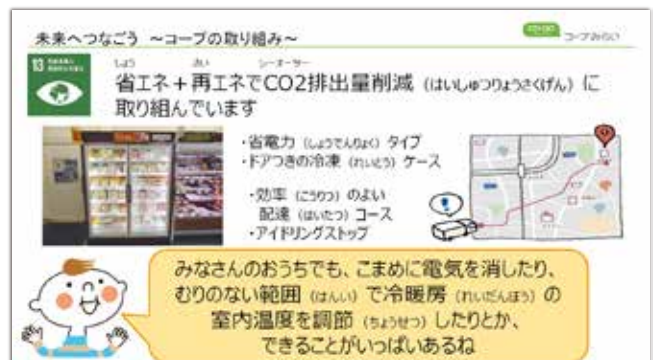 未来へつなごう ～コープの取り組み～
コープみらい
13
しょう さい シーオーツー
省エネ＋再エネでCO2排出量削減（はいしゅつりょうさくげん）に
取り組んでいます
・省電力（しょうでんりょく）タイプ
・ドアつきの冷凍（れいとう）ケース
・効率（こうりつ）のよい
配達（はいたつ）コース
・アイドリングストップ
みなさんのおうちでも、こまめに電気を消したり、
むりのない範囲（はんい）で冷暖房（れいだんぼう）の
室内温度を調節（ちょうせつ）したりとか、
できることがいっぱいあるね